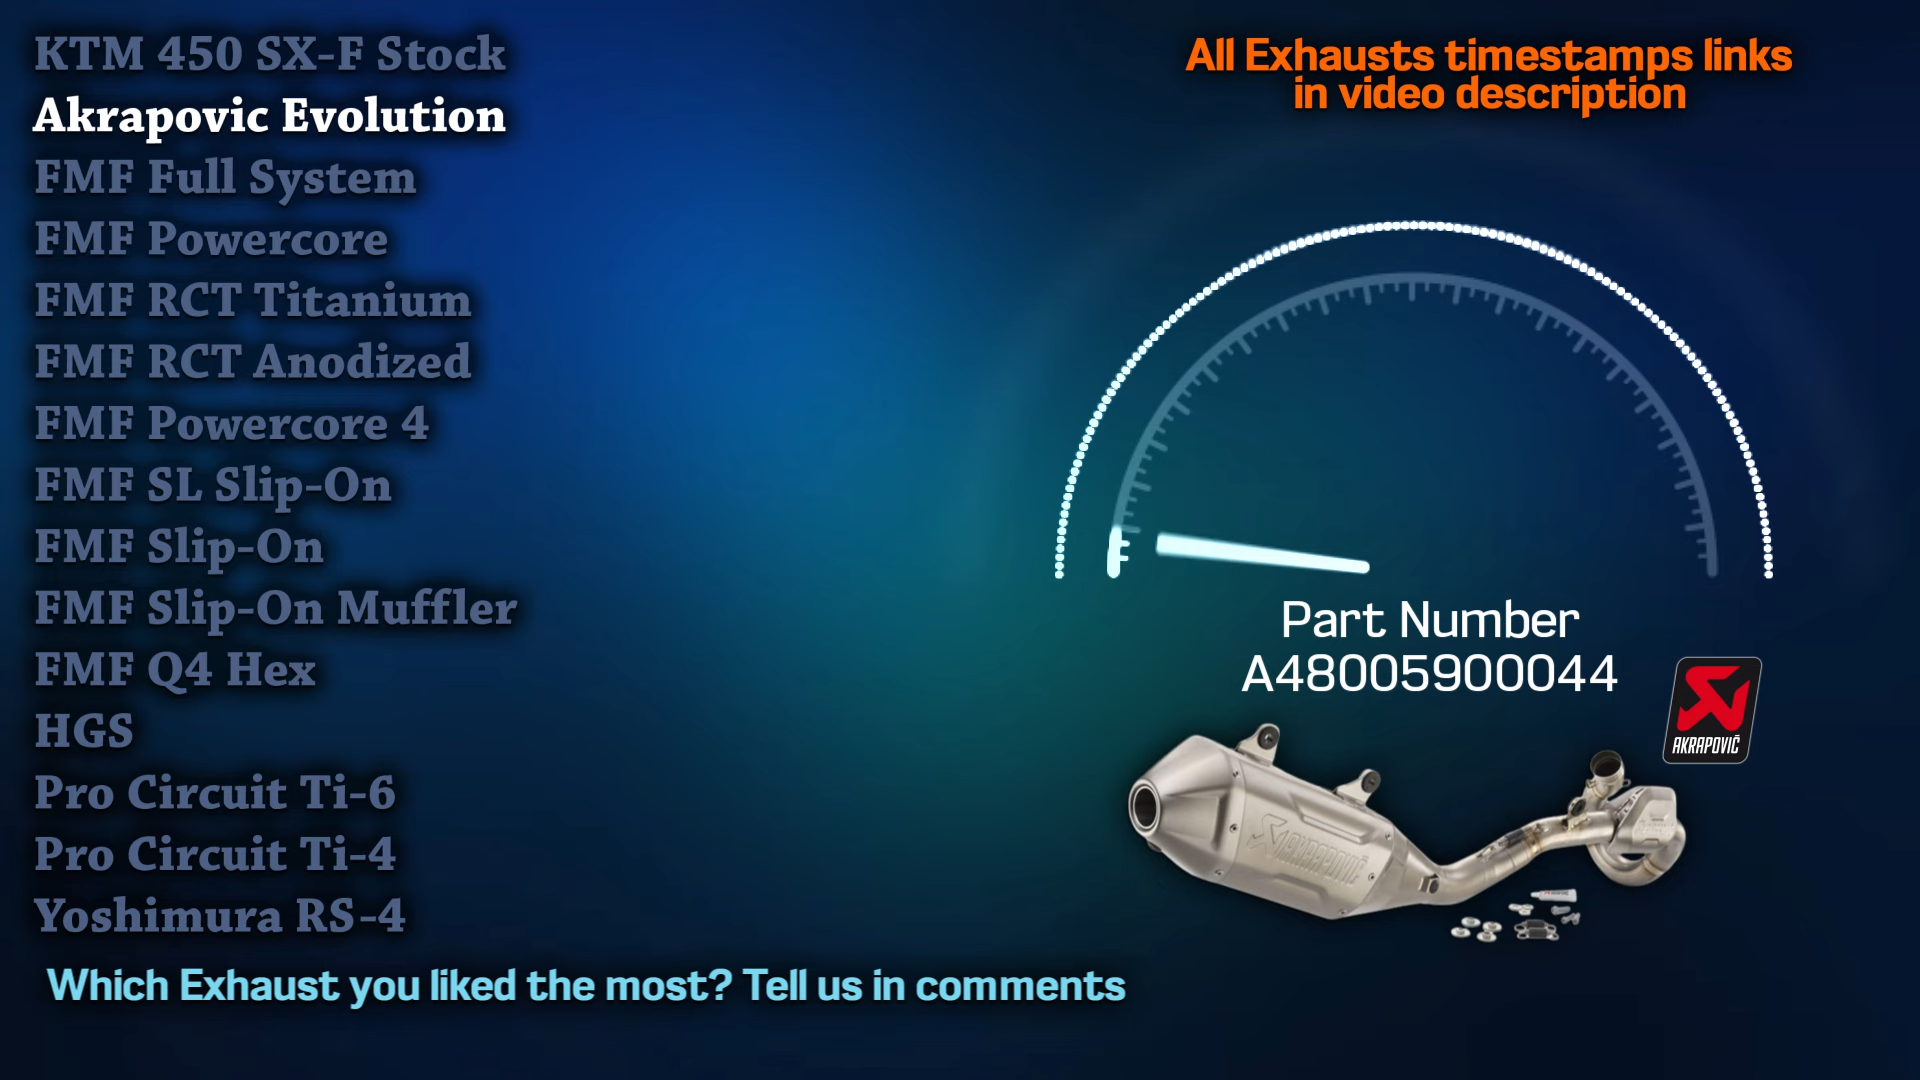 KTM 450 SX-F Stock
Akrapovic Evolution
FMF Full System
FMF Powercore
FMF RCT Titanium
FMF RCT Anodized
FMF Powercore 4
FMF SL Slip-On
FMF Slip-On
FMF Slip-On Muffler
FMF Q4 Hex
HGS
Pro Circuit Ti-6
Pro Circuit Ti-4
Yoshimura RS-4
Which Exhaust you liked the most? Tell us in comments
All Exhausts timestamps links
in video description
Part Number
A48005900044
AKRAPOVIČ
AKRAPOVIČ